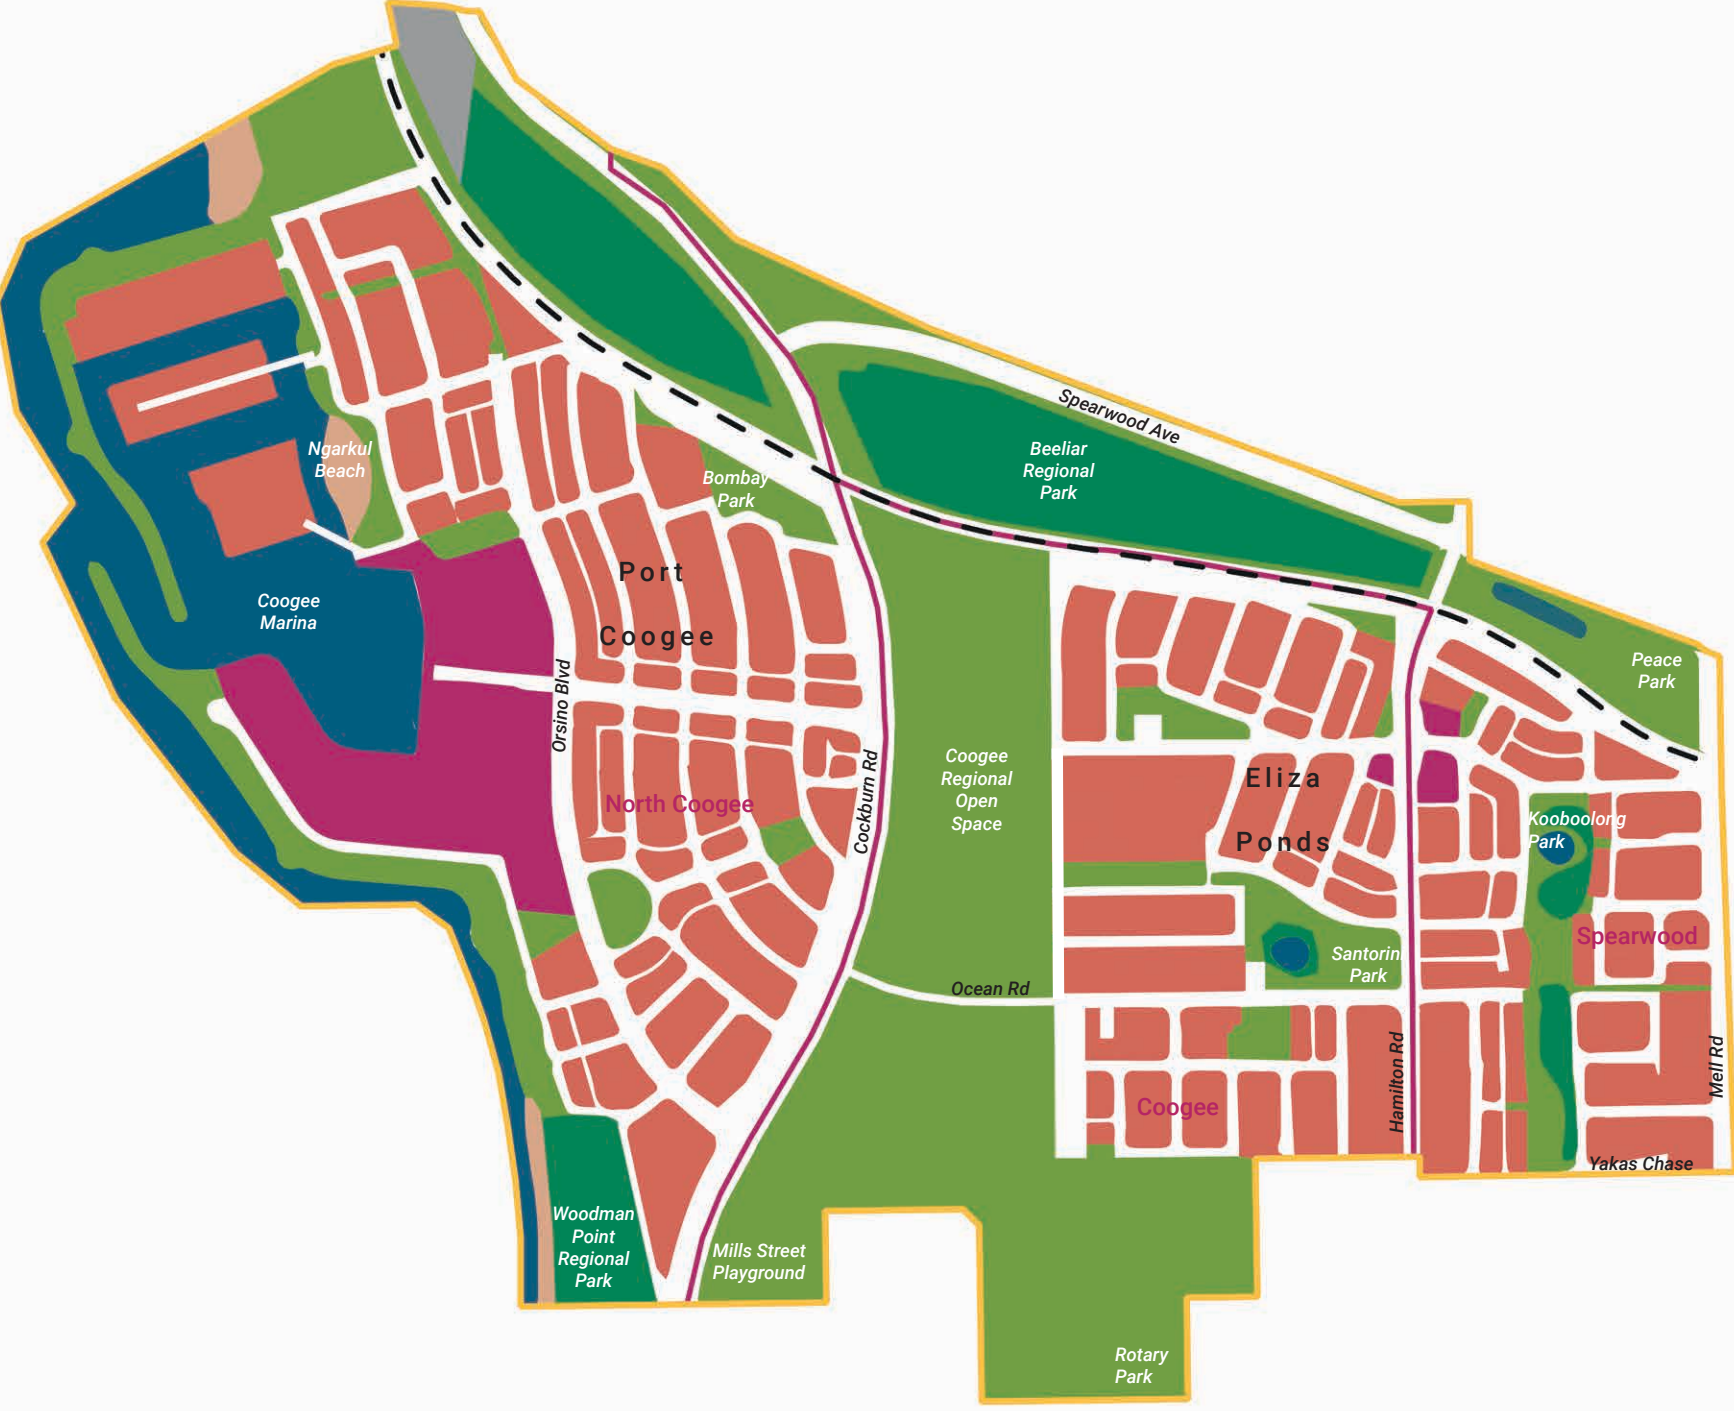 Spearwood Ave
Ngarkul
Beach
Beeliar
Regional
Park
Bombay
Park
Port
Coogee
Coogee
Marina
Peace
Park
Orsino Blvd
Cockburn Rd
Coogee
Regional
Open
Space
Eliza
Ponds
North Coogee
Kooboolong
Park
Spearwood
Santorini
Park
Ocean Rd
Hamilton Rd
Mell Rd
Coogee
Yakas Chase
Woodman
Point
Regional
Park
Mills Street
Playground
Rotary
Park